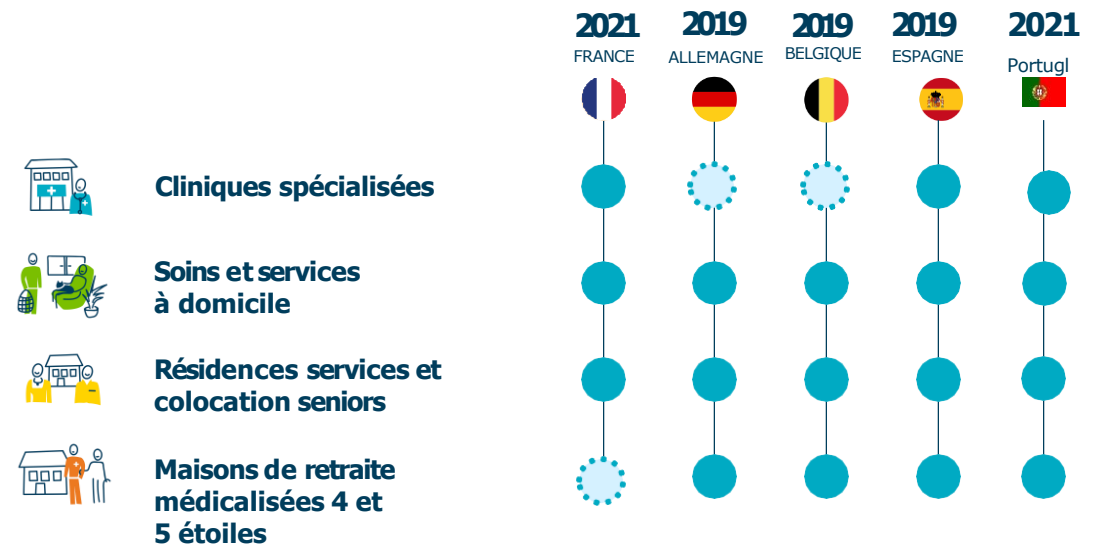 2021 2019 2019 2019 2021
FRANCE ALLEMAGNE BELGIQUE ESPAGNE Portugl
Cliniques spécialisées
Soins et services
à domicile
Résidences services et
colocation seniors
Maisons de retraite
médicalisées 4 et
5 étoiles